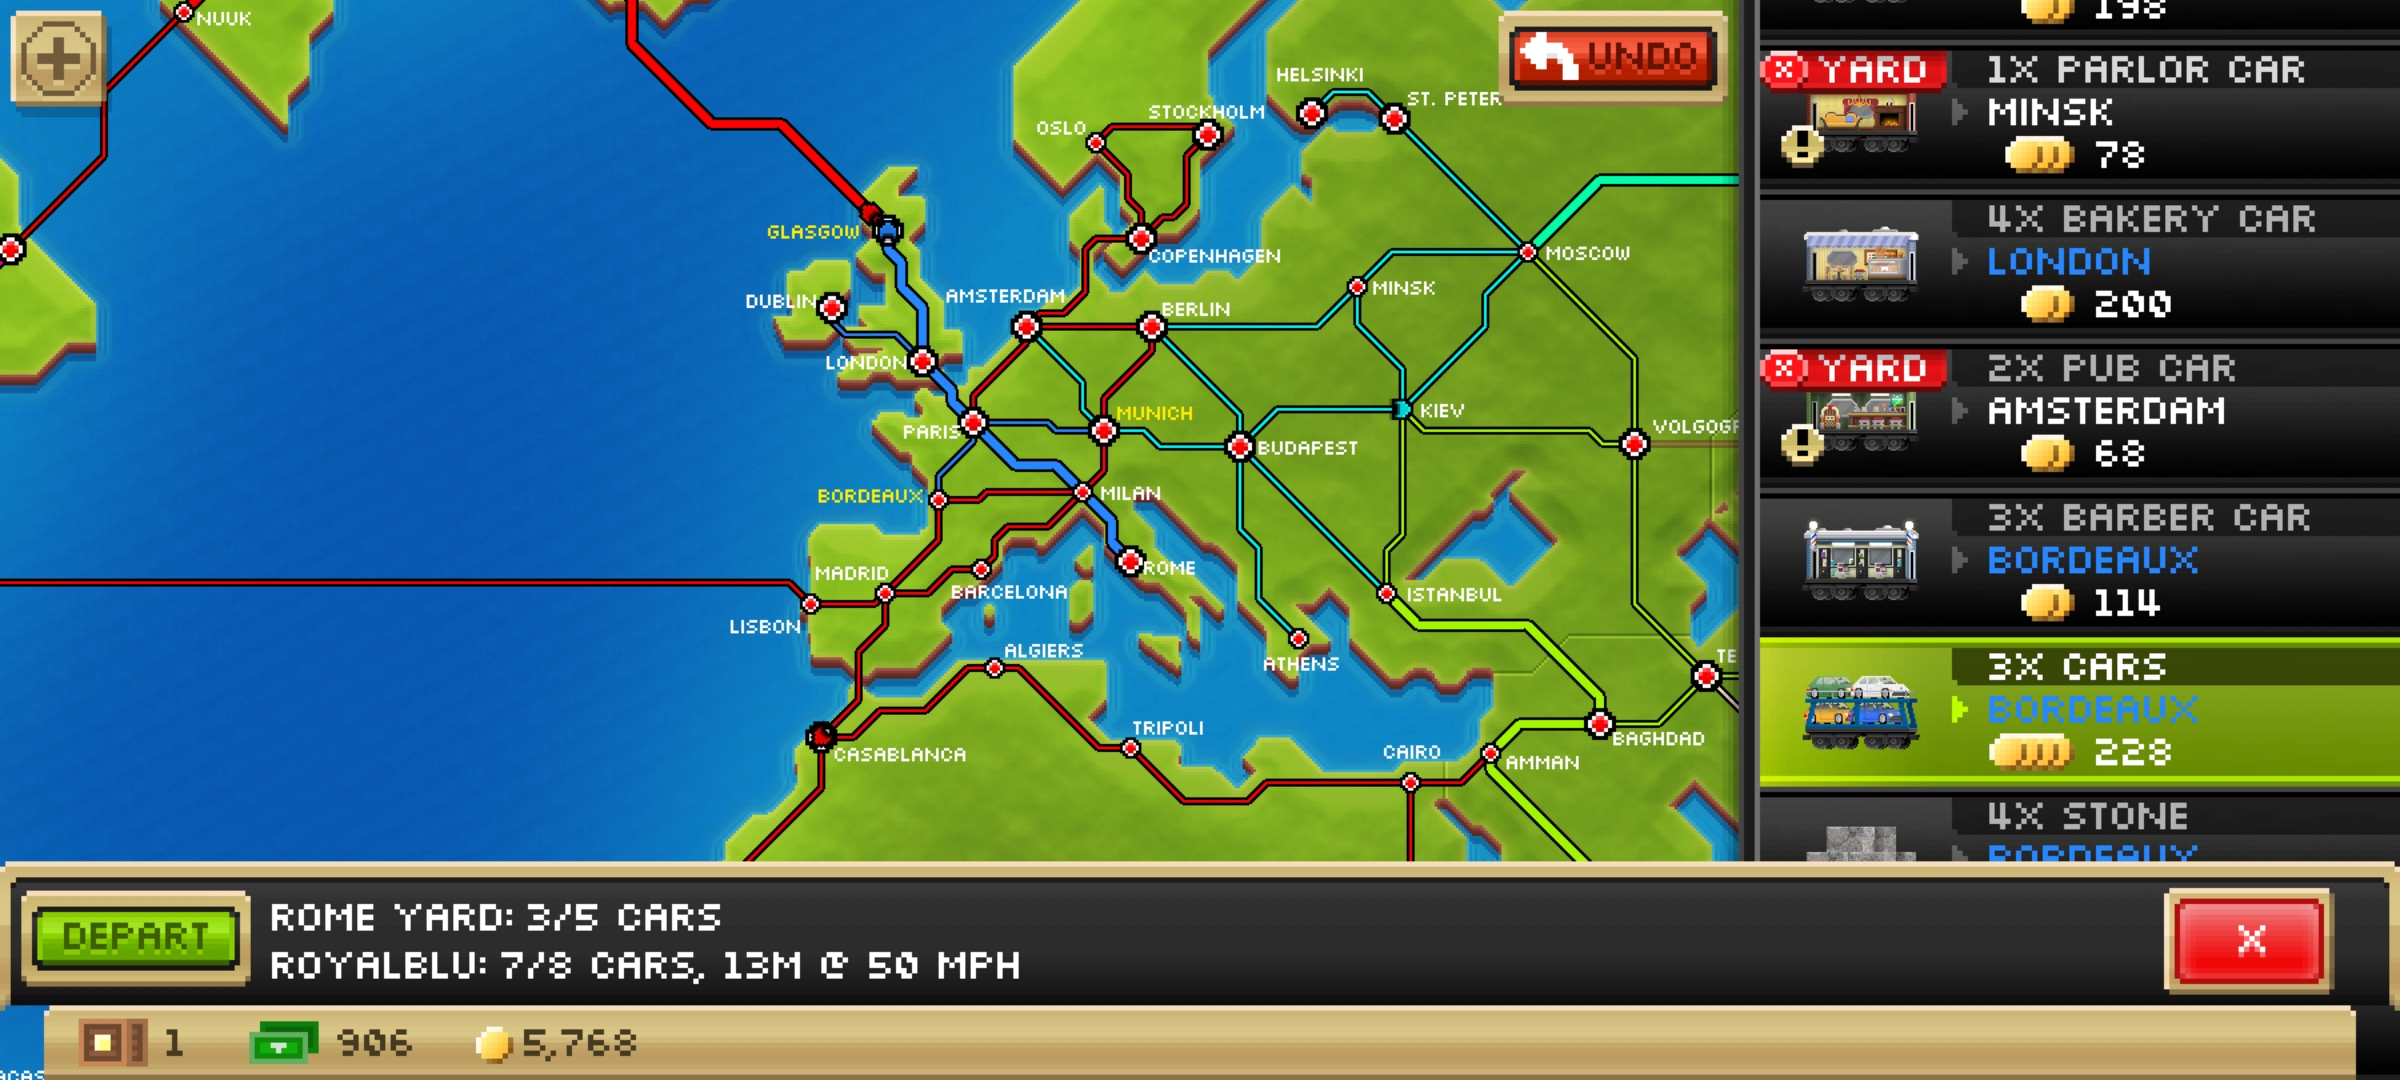 NUUK
198
UNDO
HELSINKI
ST. PETER
STOCKHOLM
OSLO
YARD
1X PARLOR CAR
MINSK
78
GLASGOW
COPENHAGEN
MOSCOW
4X BAKERY CAR
LONDON
200
DUBLIN
AMSTERDAM
BERLIN
MINSK
LONDON
YARD
2X PUB CAR
AMSTERDAM
68
PARIS
MUNICH
KIEV
BUDAPEST
VOLGOGR
BORDEAUX
MILAN
3X BARBER CAR
BORDEAUX
114
MADRID
ROME
BARCELONA
ISTANBUL
LISBON
ALGIERS
ATHENS
TE
3X CARS
BORDEAUX
228
CASABLANCA
TRIPOLI
CAIRO
AMMAN
BAGHDAD
4X STONE
BORDEAUX
DEPART
ROME YARD: 3/5 CARS
ROYALBLU: 7/8 CARS, 13M @ 50 MPH
X
1
906
5,768
ACAS